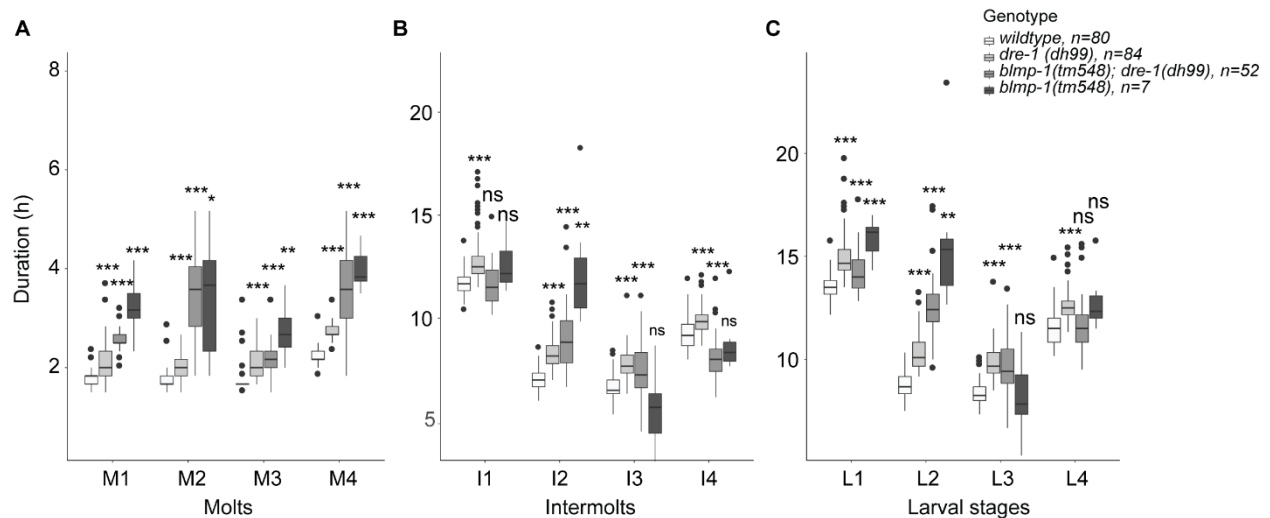 A
B
C
Genotype
wildtype, n=80
dre-1 (dh99), n=84
blmp-1(tm548); dre-1(dh99), n=52
blmp-1(tm548), n=7
Duration (h)
8
6
4
2
***
***
***
***
***
*
***
***
**
***
***
***
M1 M2 M3 M4
Molts
20
15
10
5
***
ns
ns
***
***
**
***
***
ns
***
***
ns
I1 I2 I3 I4
Intermolts
20
15
10
***
***
***
***
***
**
***
***
ns
***
ns
ns
L1 L2 L3 L4
Larval stages